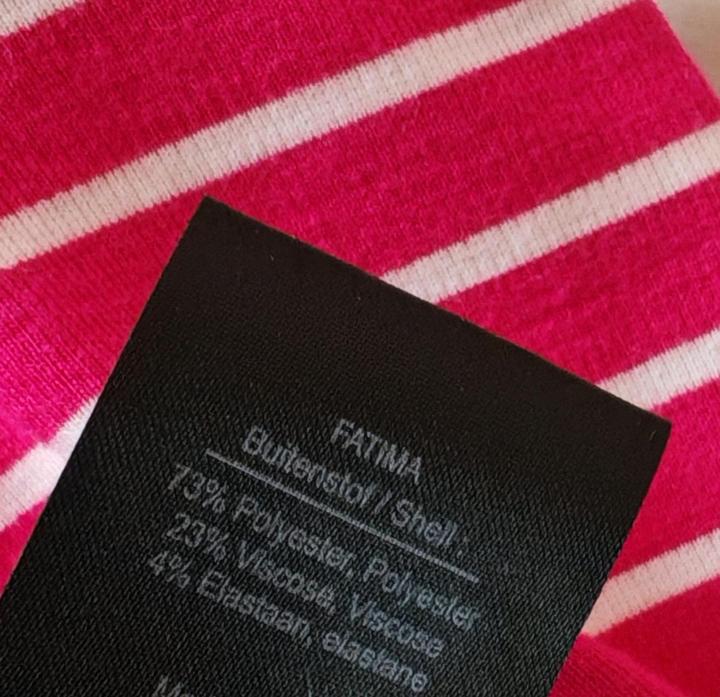 FATIMA
Buitenstof / Shell:
73% Polyester, Polyester
23% Viscose, Viscose
4% Elastaan, elastane